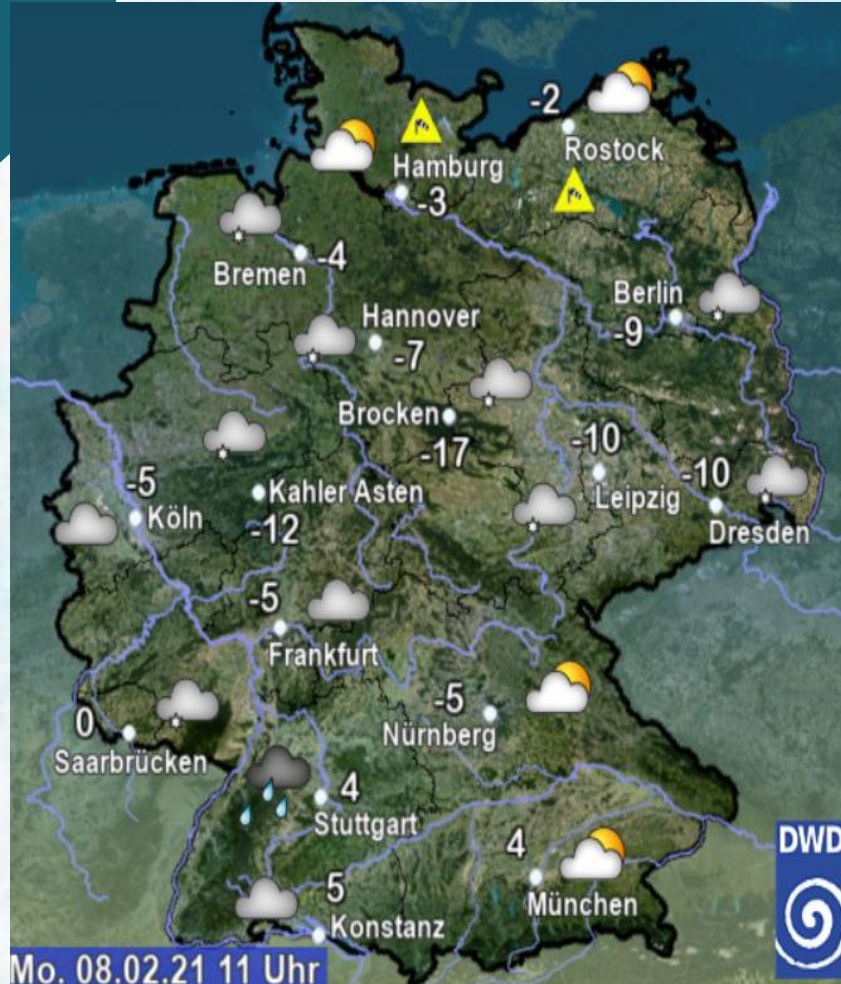 -2
Rostock
Hamburg
-3
Bremen
-4
Berlin
-9
Hannover
-7
Brocken
-17
-10
Leipzig
-10
Dresden
-5
Köln
Kahler Asten
-12
-5
Frankfurt
-5
Nürnberg
0
Saarbrücken
4
Stuttgart
4
München
5
Konstanz
DWD
Mo. 08.02.21 11 Uhr